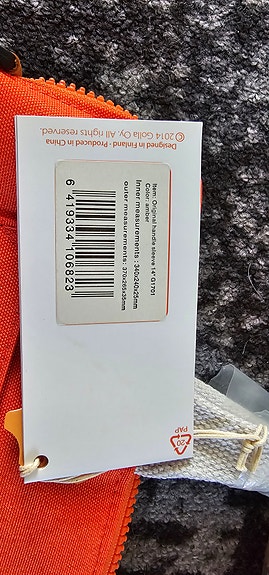 © 2014 Golla Oy. All rights reserved.
Designed in Finland · Produced in China
Item: Original handle sleeve 14" G1701
Color: amber
inner measurements : 340x240x25mm
outer measurements: 370x265x35mm
6 419334 106823
20
PAP